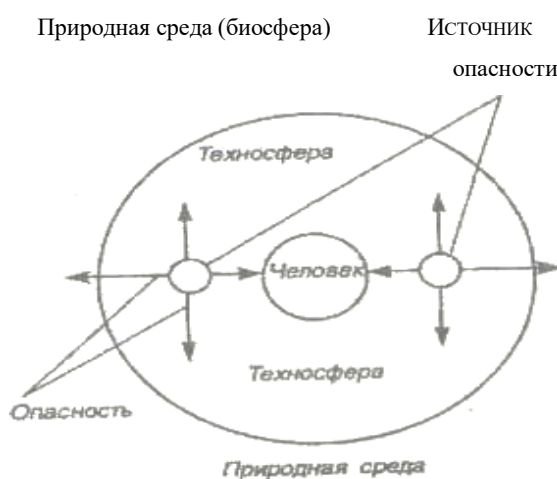 Природная среда (биосфера) Источник
опасности
Техносфера
Человек
Техносфера
Опасность
Природная среда